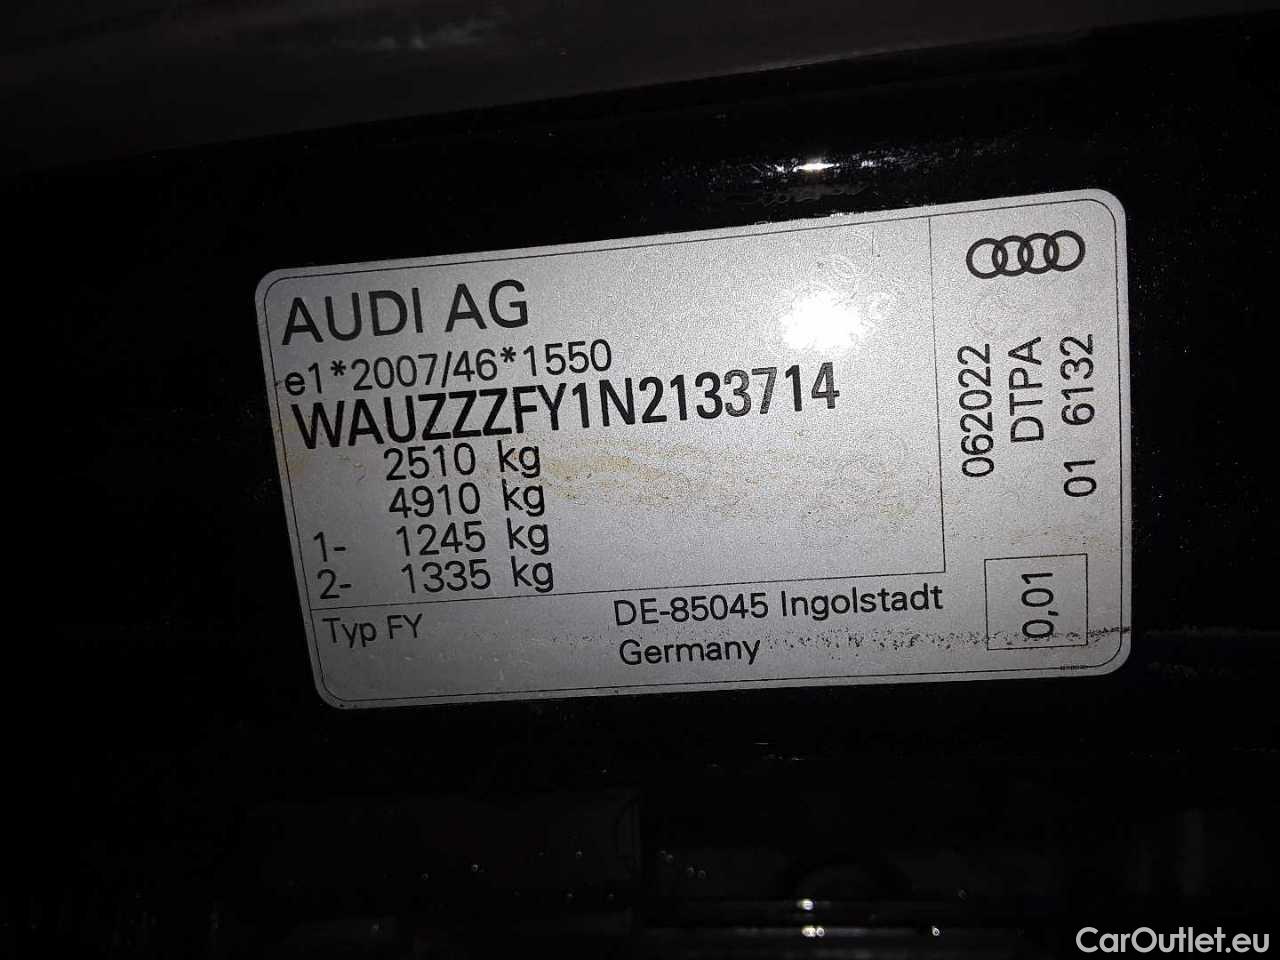 AUDI AG
e1*2007/46*1550
WAUZZZFY1N2133714
2510 kg
4910 kg
1- 1245 kg
2- 1335 kg
Typ FY
DE-85045 Ingolstadt
Germany
062022
DTPA
01 6132
0,01
CarOutlet.eu